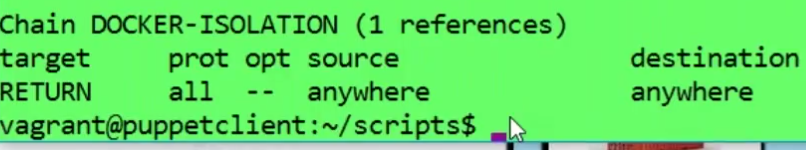 Chain DOCKER-ISOLATION (1 references)
target     prot opt source               destination
RETURN     all  --  anywhere             anywhere
vagrant@puppetclient:~/scripts$